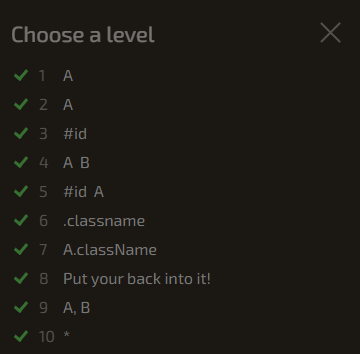 Choose a level
1 A
2 A
3 #id
4 A B
5 #id A
6 .classname
7 A.className
8 Put your back into it!
9 A, B
10 *